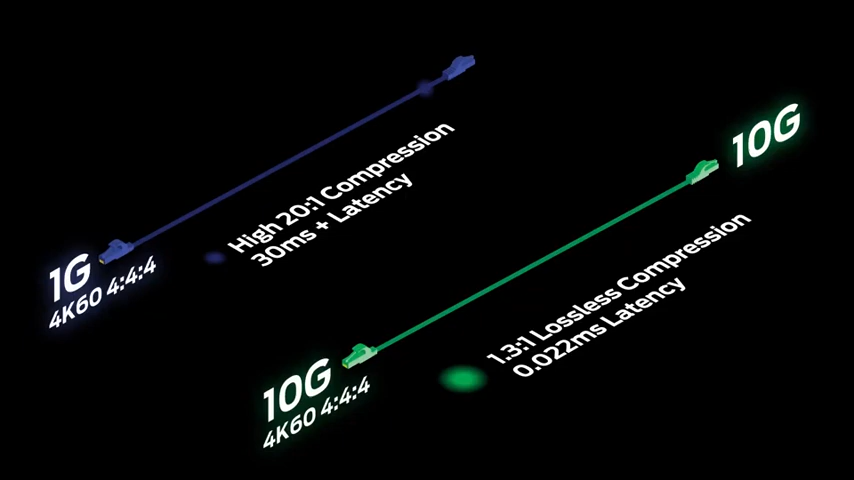 1G
4K60 4:4:4
High 20:1 Compression
30ms + Latency
10G
10G
4K60 4:4:4
1.3:1 Lossless Compression
0.022ms Latency